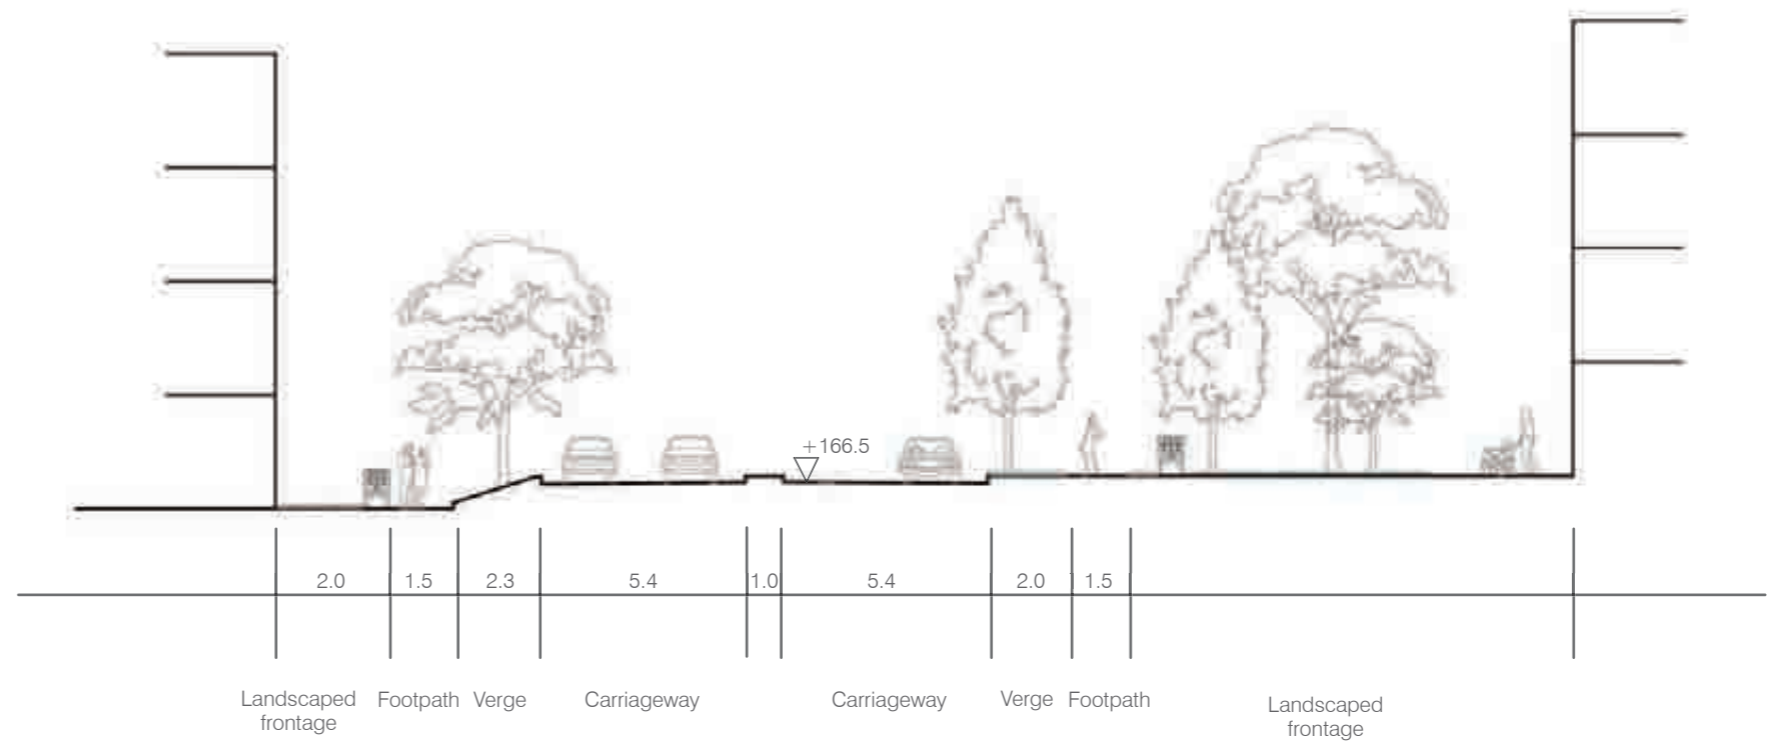 +166.5
2.0
1.5
2.3
5.4
1.0
5.4
2.0
1.5
Landscaped
frontage
Footpath
Verge
Carriageway
Carriageway
Verge
Footpath
Landscaped
frontage